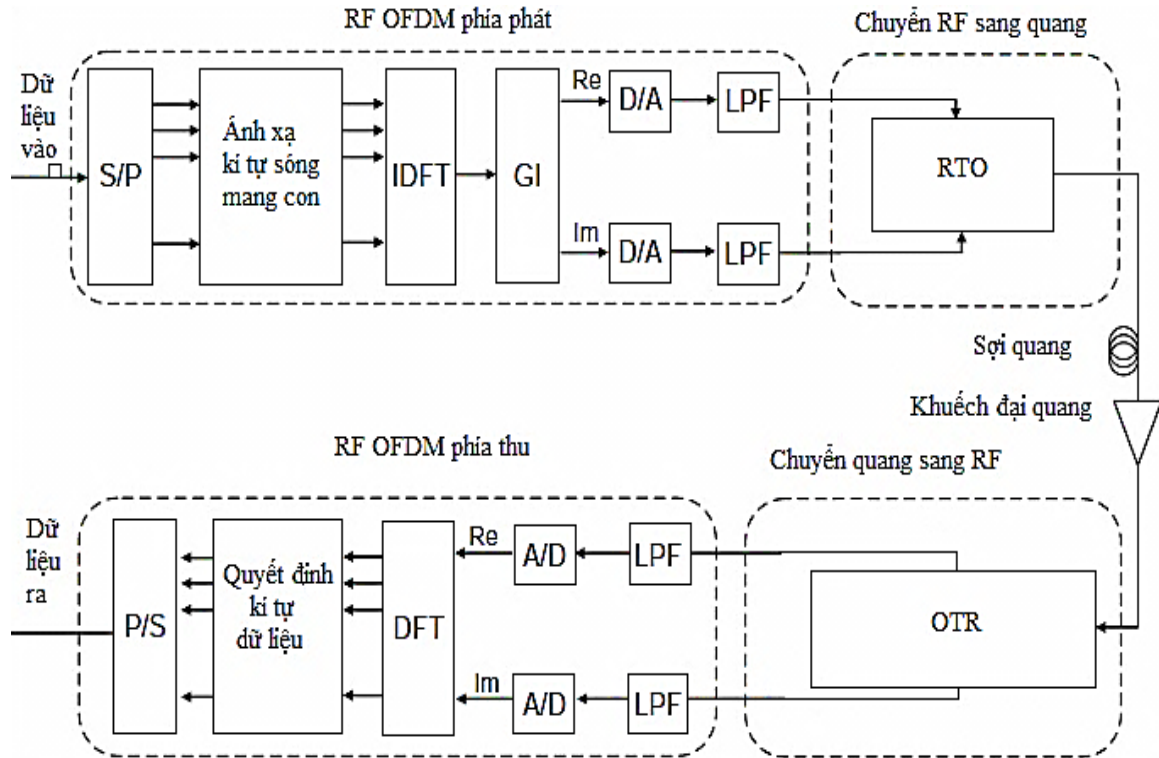 RF OFDM phía phát
Chuyển RF sang quang
Dữ
liệu
vào
S/P
Ánh xạ
kí tự sóng
mang con
IDFT
GI
Re
D/A
LPF
Im
D/A
LPF
RTO
Sợi quang
Khuếch đại quang
RF OFDM phía thu
Chuyển quang sang RF
Dữ
liệu
ra
P/S
Quyết định
kí tự
dữ liệu
DFT
Re
A/D
LPF
Im
A/D
LPF
OTR